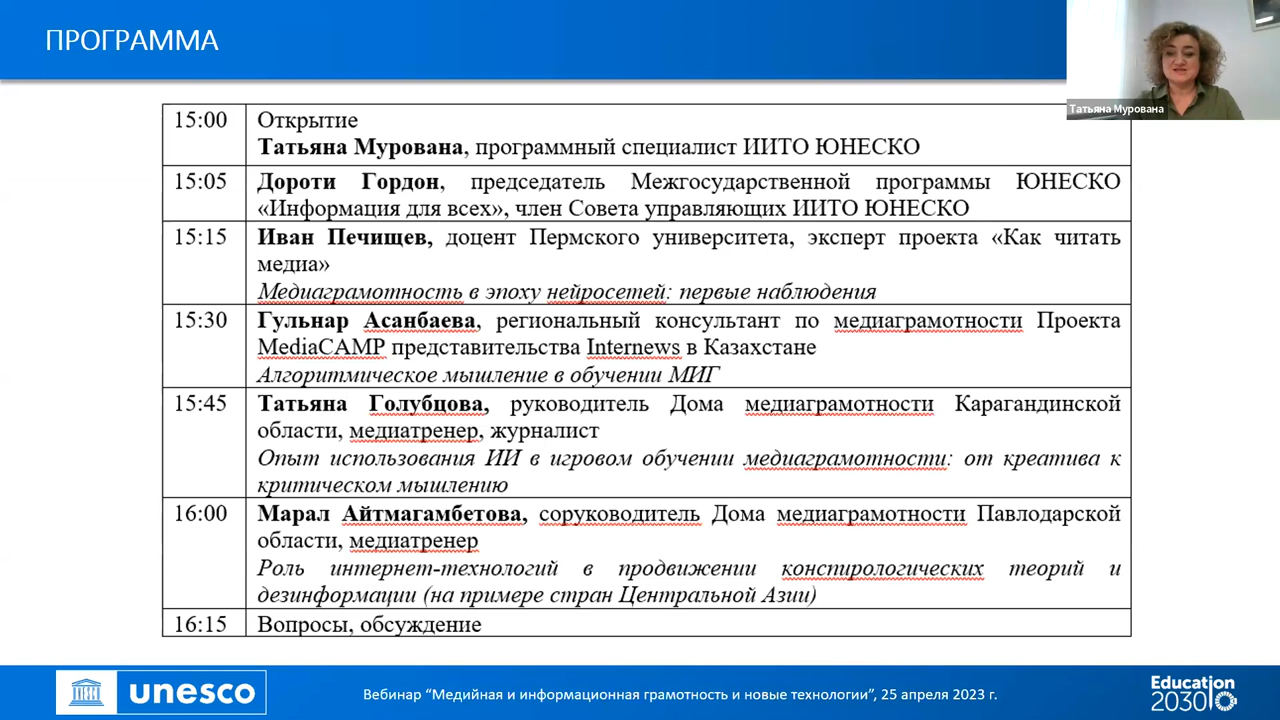 ПРОГРАММА
Татьяна Мурована
15:00 Открытие
Татьяна Мурована, программный специалист ИИТО ЮНЕСКО
15:05 Дороти Гордон, председатель Межгосударственной программы ЮНЕСКО
«Информация для всех», член Совета управляющих ИИТО ЮНЕСКО
15:15 Иван Печищев, доцент Пермского университета, эксперт проекта «Как читать
медиа»
Медиаграмотность в эпоху нейросетей: первые наблюдения
15:30 Гульнар Асанбаева, региональный консультант по медиаграмотности Проекта
MediaCAMP представительства Internews в Казахстане
Алгоритмическое мышление в обучении МИГ
15:45 Татьяна Голубцова, руководитель Дома медиаграмотности Карагандинской
области, медиатренер, журналист
Опыт использования ИИ в игровом обучении медиаграмотности: от креатива к
критическом мышлению
16:00 Марал Айтмагамбетова, соруководитель Дома медиаграмотности Павлодарской
области, медиатренер
Роль интернет-технологий в продвижении конспирологических теорий и
дезинформации (на примере стран Центральной Азии)
16:15 Вопросы, обсуждение
unesco
Вебинар “Медийная и информационная грамотность и новые технологии”, 25 апреля 2023 г.
Education
2030